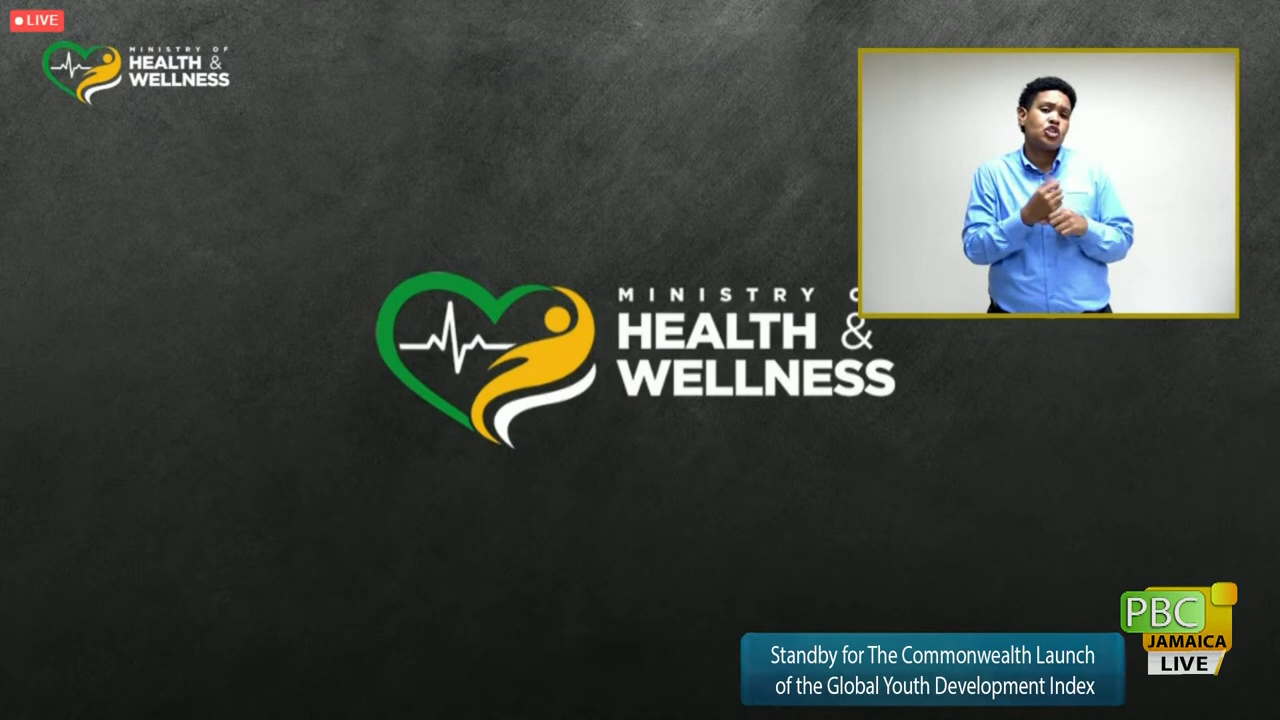 LIVE
MINISTRY OF
HEALTH &
WELLNESS
MINISTRY
HEALTH &
WELLNESS
PBC
JAMAICA
LIVE
Standby for The Commonwealth Launch
of the Global Youth Development Index